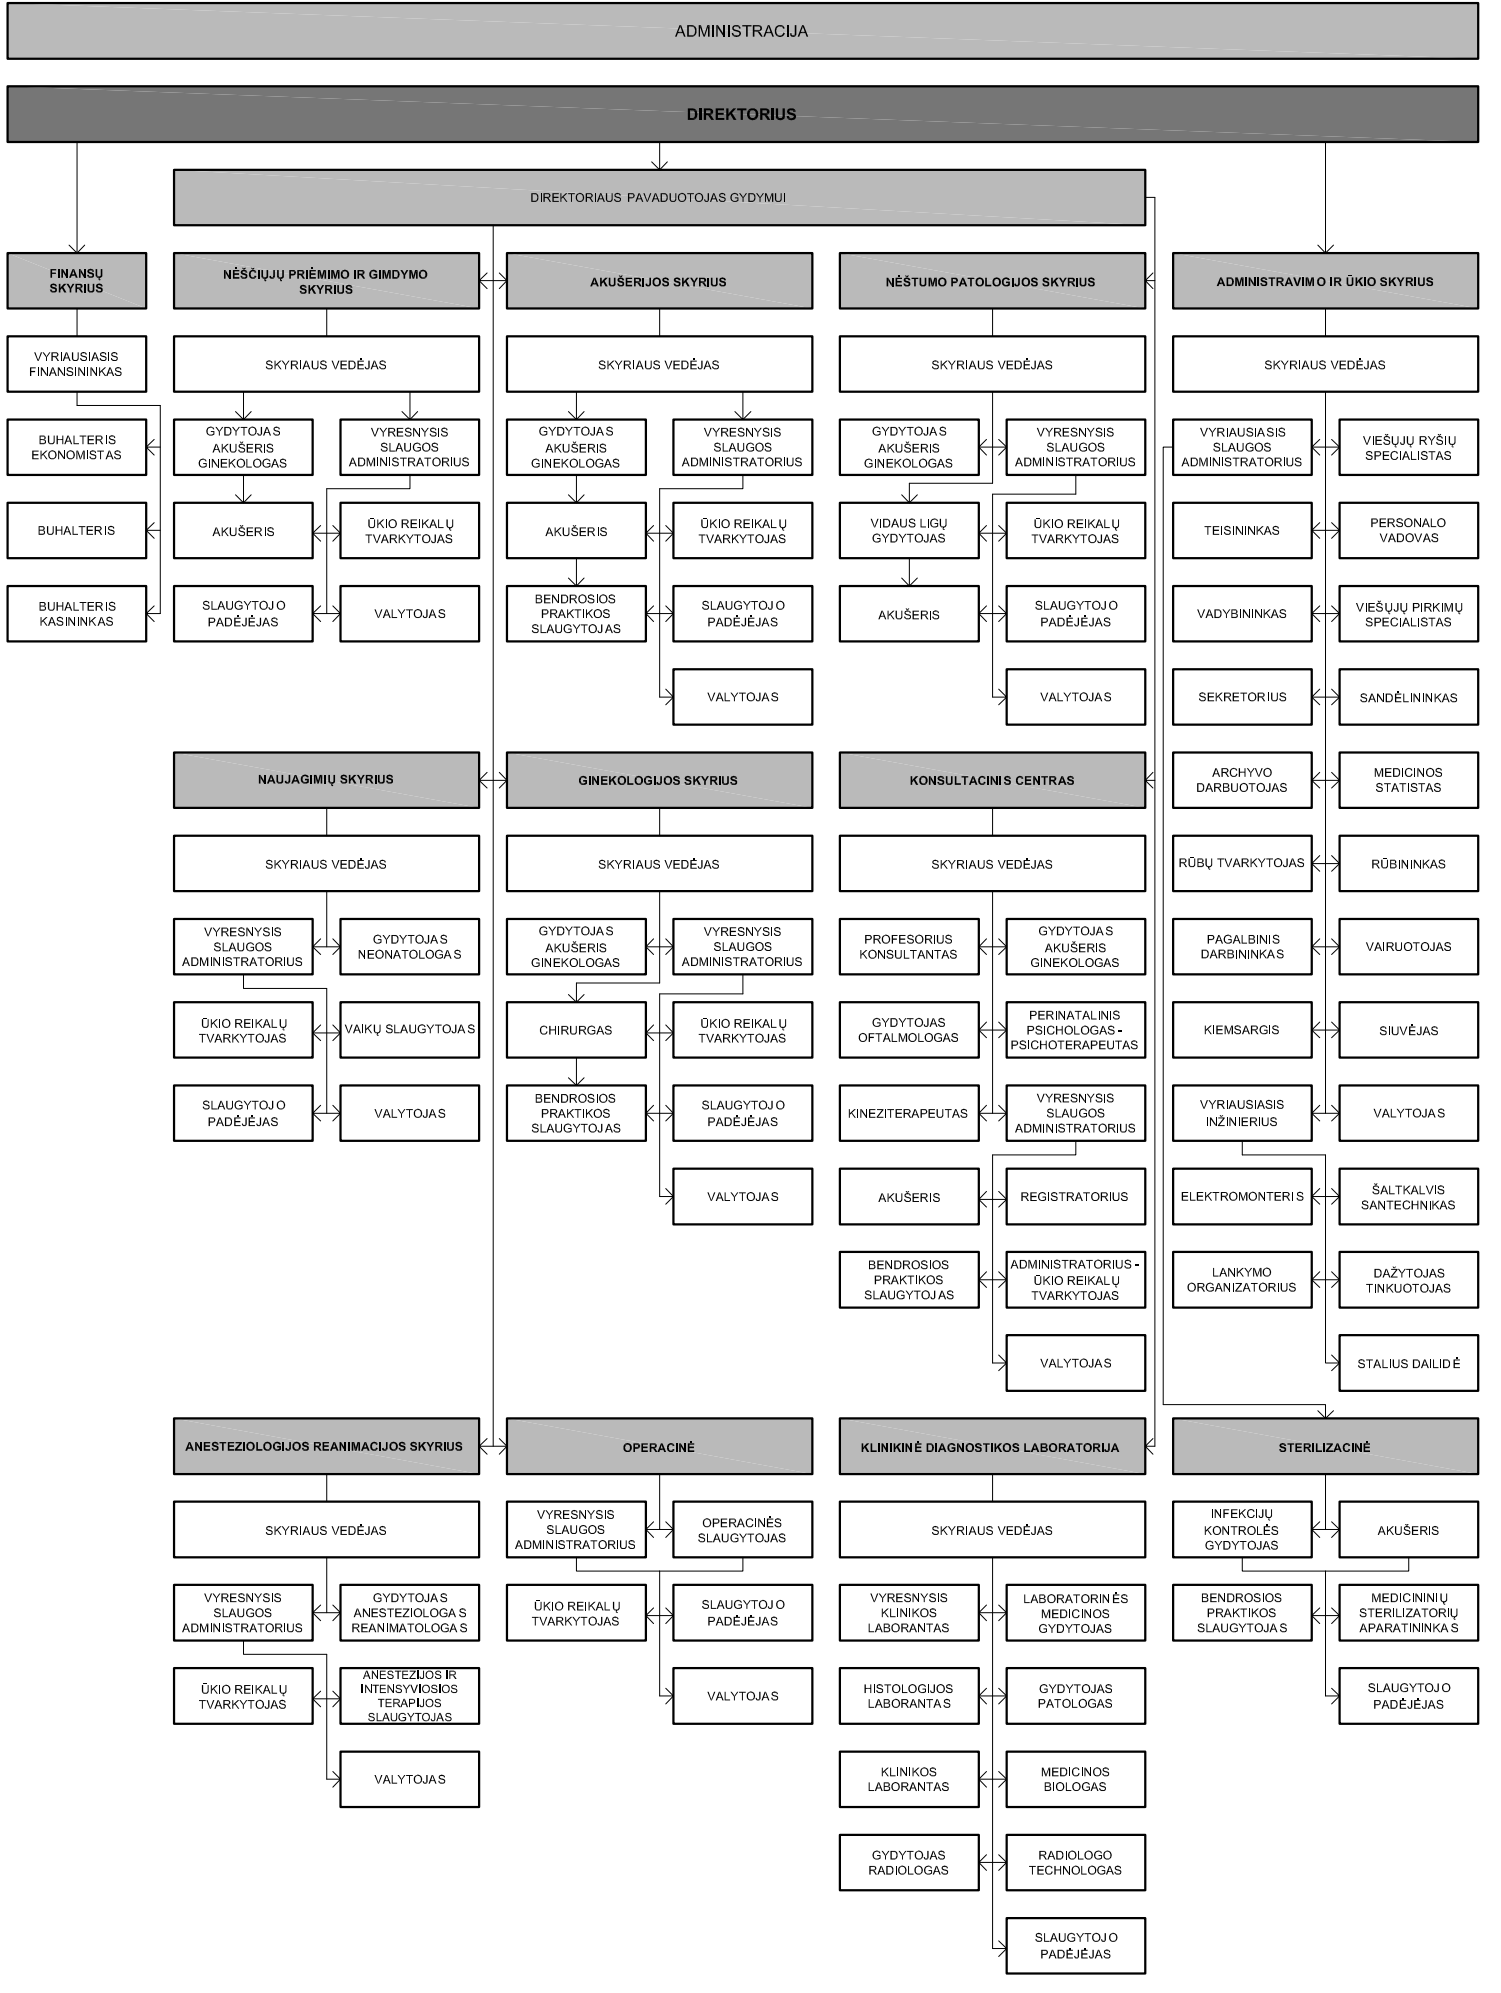 ADMINISTRACIJA
DIREKTORIUS
DIREKTORIAUS PAVADUOTOJAS GYDYMUI
FINANSŲ
SKYRIUS
VYRIAUSIASIS
FINANSININKAS
BUHALTERIS
EKONOMISTAS
BUHALTERIS
BUHALTERIS
KASININKAS
NĖŠČIŲJŲ PRIĖMIMO IR GIMDYMO
SKYRIUS
SKYRIAUS VEDĖJAS
GYDYTOJAS
AKUŠERIS
GINEKOLOGAS
VYRESNYSIS
SLAUGOS
ADMINISTRATORIUS
AKUŠERIS
ŪKIO REIKALŲ
TVARKYTOJAS
SLAUGYTOJO
PADĖJĖJAS
VALYTOJAS
AKUŠERIJOS SKYRIUS
SKYRIAUS VEDĖJAS
GYDYTOJAS
AKUŠERIS
GINEKOLOGAS
VYRESNYSIS
SLAUGOS
ADMINISTRATORIUS
AKUŠERIS
ŪKIO REIKALŲ
TVARKYTOJAS
BENDROSIOS
PRAKTIKOS
SLAUGYTOJAS
SLAUGYTOJO
PADĖJĖJAS
VALYTOJAS
NĖŠTUMO PATOLOGIJOS SKYRIUS
SKYRIAUS VEDĖJAS
GYDYTOJAS
AKUŠERIS
GINEKOLOGAS
VYRESNYSIS
SLAUGOS
ADMINISTRATORIUS
VIDAUS LIGŲ
GYDYTOJAS
ŪKIO REIKALŲ
TVARKYTOJAS
AKUŠERIS
SLAUGYTOJO
PADĖJĖJAS
VALYTOJAS
ADMINISTRAVIMO IR ŪKIO SKYRIUS
SKYRIAUS VEDĖJAS
VYRIAUSIASIS
SLAUGOS
ADMINISTRATORIUS
VIEŠŲJŲ RYŠIŲ
SPECIALISTAS
TEISININKAS
PERSONALO
VADOVAS
VADYBININKAS
VIEŠŲJŲ PIRKIMŲ
SPECIALISTAS
SEKRETORIUS
SANDĖLININKAS
ARCHYVO
DARBUOTOJAS
MEDICINOS
STATISTAS
RŪBŲ TVARKYTOJAS
RŪBININKAS
PAGALBINIS
DARBININKAS
VAIRUOTOJAS
KIEMSARGIS
SIUVĖJAS
VYRIAUSIASIS
INŽINIERIUS
VALYTOJAS
ELEKTROMONTERIS
ŠALTKALVIS
SANTECHNIKAS
LANKYMO
ORGANIZATORIUS
DAŽYTOJAS
TINKUOTOJAS
STALIUS DAILIDĖ
NAUJAGIMIŲ SKYRIUS
SKYRIAUS VEDĖJAS
VYRESNYSIS
SLAUGOS
ADMINISTRATORIUS
GYDYTOJAS
NEONATOLOGAS
ŪKIO REIKALŲ
TVARKYTOJAS
VAIKŲ SLAUGYTOJAS
SLAUGYTOJO
PADĖJĖJAS
VALYTOJAS
GINEKOLOGIJOS SKYRIUS
SKYRIAUS VEDĖJAS
GYDYTOJAS
AKUŠERIS
GINEKOLOGAS
VYRESNYSIS
SLAUGOS
ADMINISTRATORIUS
CHIRURGAS
ŪKIO REIKALŲ
TVARKYTOJAS
BENDROSIOS
PRAKTIKOS
SLAUGYTOJAS
SLAUGYTOJO
PADĖJĖJAS
VALYTOJAS
KONSULTACINIS CENTRAS
SKYRIAUS VEDĖJAS
PROFESORIUS
KONSULTANTAS
GYDYTOJAS
AKUŠERIS
GINEKOLOGAS
GYDYTOJAS
OFTALMOLOGAS
PERINATALINIS
PSICHOLOGAS -
PSICHOTERAPEUTAS
KINEZITERAPEUTAS
VYRESNYSIS
SLAUGOS
ADMINISTRATORIUS
AKUŠERIS
REGISTRATORIUS
BENDROSIOS
PRAKTIKOS
SLAUGYTOJAS
ADMINISTRATORIUS -
ŪKIO REIKALŲ
TVARKYTOJAS
VALYTOJAS
ANESTEZIOLOGIJOS REANIMACIJOS SKYRIUS
SKYRIAUS VEDĖJAS
VYRESNYSIS
SLAUGOS
ADMINISTRATORIUS
GYDYTOJAS
ANESTEZIOLOGAS
REANIMATOLOGAS
ŪKIO REIKALŲ
TVARKYTOJAS
ANESTEZIJOS IR
INTENSYVIOSIOS
TERAPIJOS
SLAUGYTOJAS
VALYTOJAS
OPERACINĖ
VYRESNYSIS
SLAUGOS
ADMINISTRATORIUS
OPERACINĖS
SLAUGYTOJAS
ŪKIO REIKALŲ
TVARKYTOJAS
SLAUGYTOJO
PADĖJĖJAS
VALYTOJAS
KLINIKINĖ DIAGNOSTIKOS LABORATORIJA
SKYRIAUS VEDĖJAS
VYRESNYSIS
KLINIKOS
LABORANTAS
LABORATORINĖS
MEDICINOS
GYDYTOJAS
HISTOLOGIJOS
LABORANTAS
GYDYTOJAS
PATOLOGAS
KLINIKOS
LABORANTAS
MEDICINOS
BIOLOGAS
GYDYTOJAS
RADIOLOGAS
RADIOLOGO
TECHNOLOGAS
SLAUGYTOJO
PADĖJĖJAS
STERILIZACINĖ
INFEKCIJŲ
KONTROLĖS
GYDYTOJAS
AKUŠERIS
BENDROSIOS
PRAKTIKOS
SLAUGYTOJAS
MEDICININIŲ
STERILIZATORIŲ
APARATININKAS
SLAUGYTOJO
PADĖJĖJAS